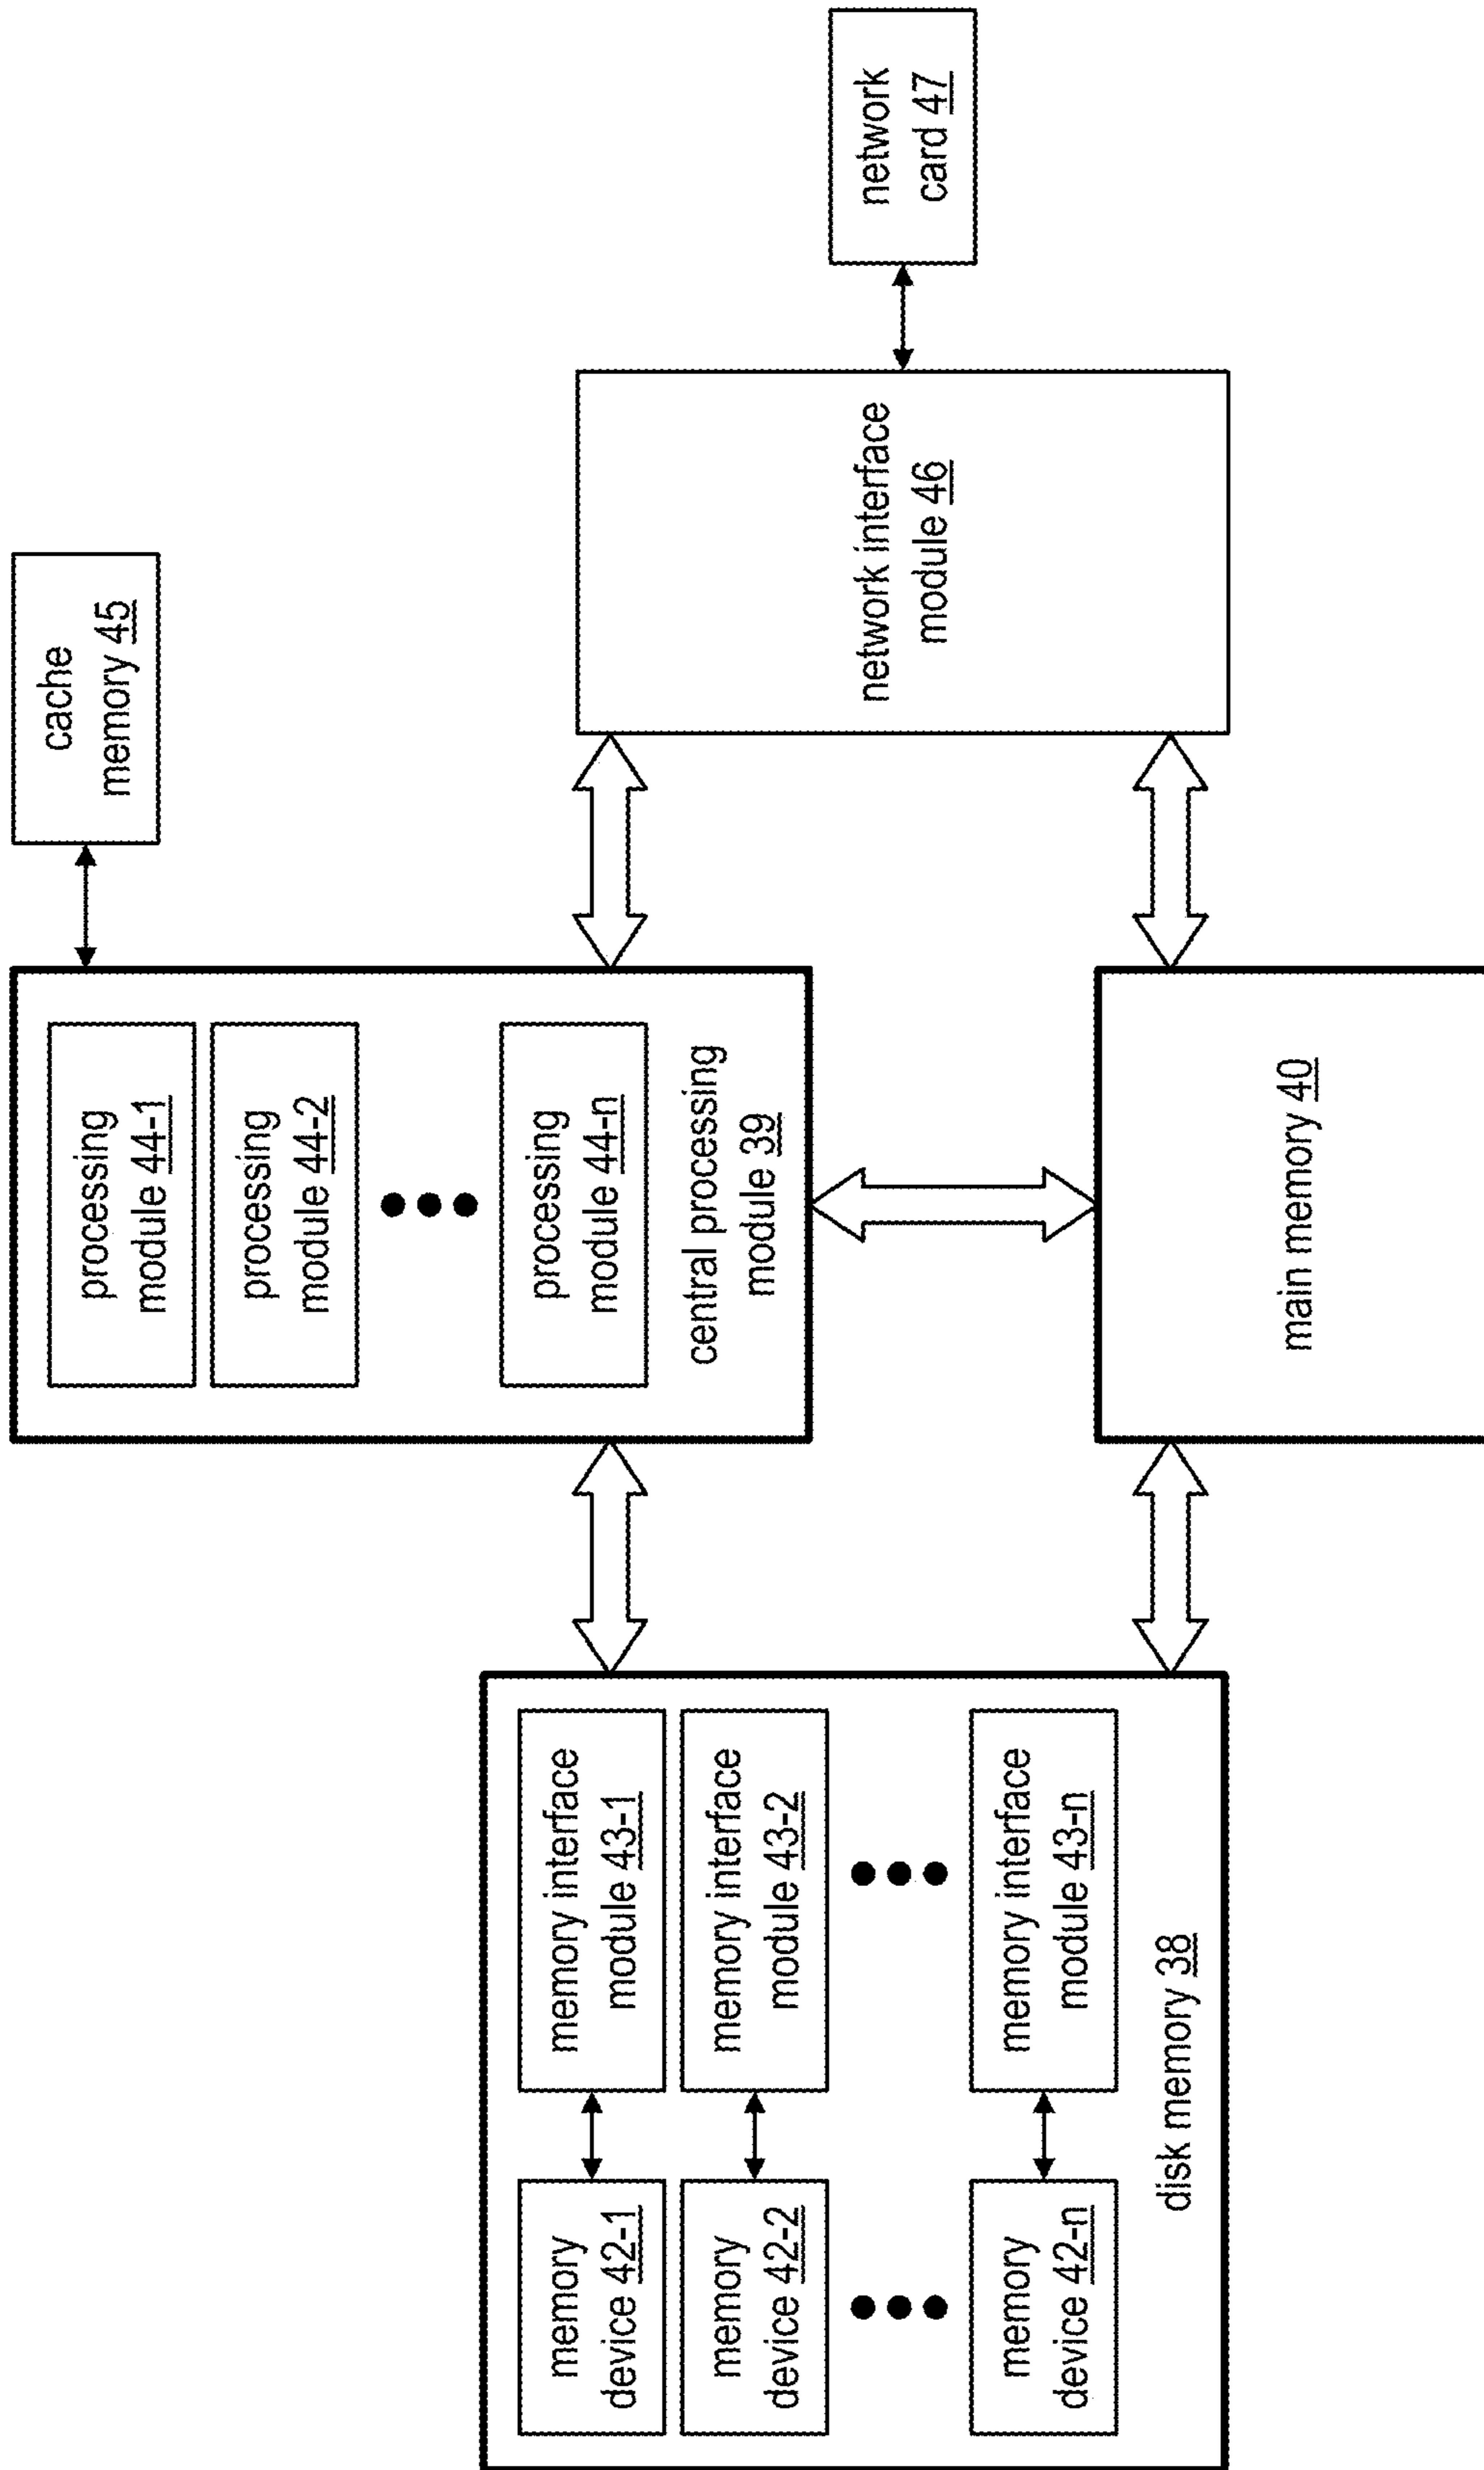 memory
device 42-1
memory interface
module 43-1
memory
device 42-2
memory interface
module 43-2
memory
device 42-n
memory interface
module 43-n
disk memory 38
processing
module 44-1
processing
module 44-2
processing
module 44-n
central processing
module 39
main memory 40
cache
memory 45
network interface
module 46
network
card 47